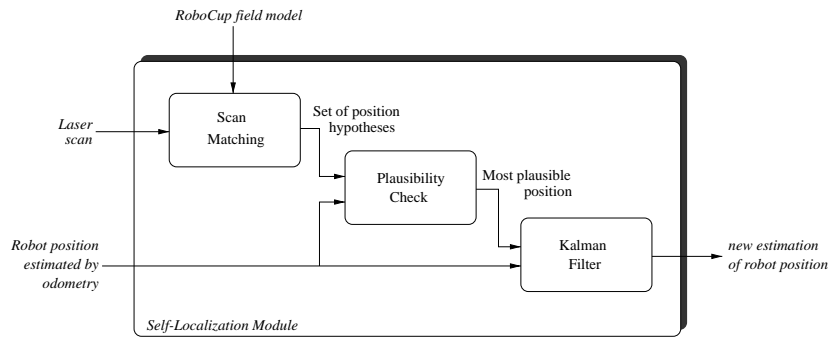 RoboCup field model
Laser
scan
Scan
Matching
Set of position
hypotheses
Plausibility
Check
Most plausible
position
Robot position
estimated by
odometry
Kalman
Filter
new estimation
of robot position
Self-Localization Module